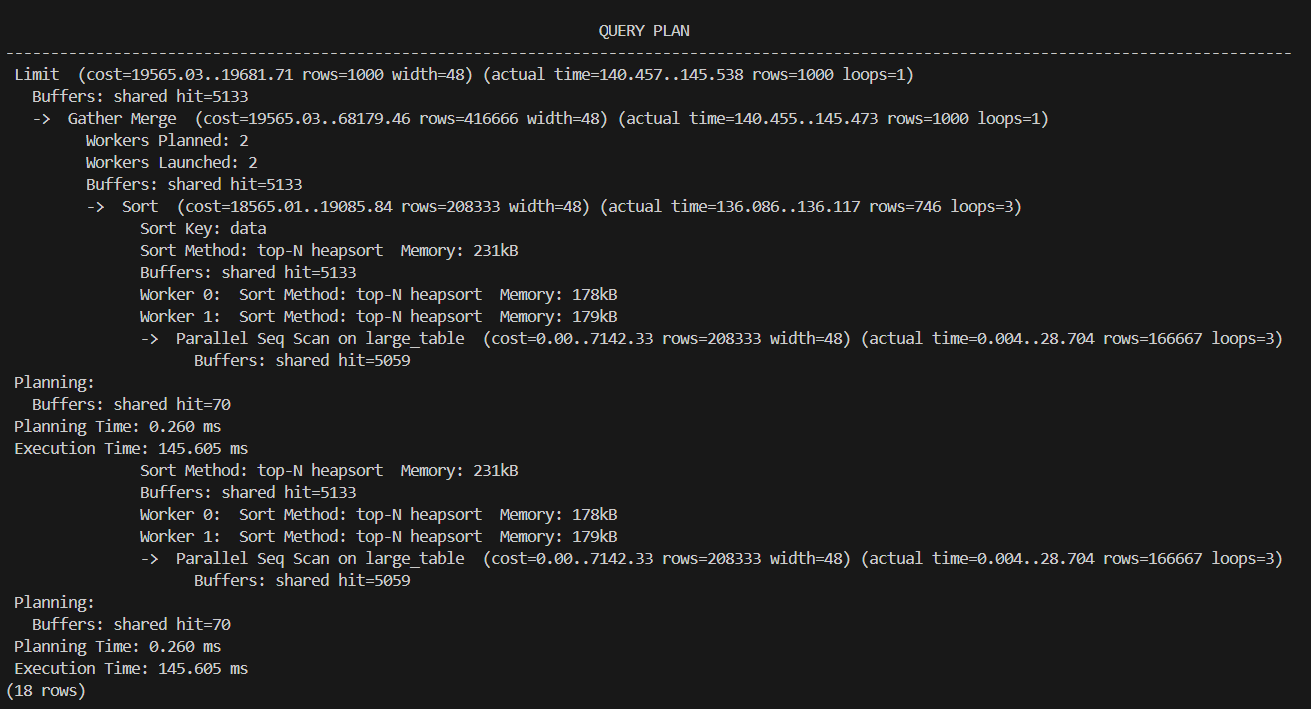 QUERY PLAN
-----------------------------------------------------------------------------------------------------------------------------------------------
 Limit  (cost=19565.03..19681.71 rows=1000 width=48) (actual time=140.457..145.538 rows=1000 loops=1)
   Buffers: shared hit=5133
   ->  Gather Merge  (cost=19565.03..68179.46 rows=416666 width=48) (actual time=140.455..145.473 rows=1000 loops=1)
         Workers Planned: 2
         Workers Launched: 2
         Buffers: shared hit=5133
         ->  Sort  (cost=18565.01..19085.84 rows=208333 width=48) (actual time=136.086..136.117 rows=746 loops=3)
               Sort Key: data
               Sort Method: top-N heapsort  Memory: 231kB
               Buffers: shared hit=5133
               Worker 0:  Sort Method: top-N heapsort  Memory: 178kB
               Worker 1:  Sort Method: top-N heapsort  Memory: 179kB
               ->  Parallel Seq Scan on large_table  (cost=0.00..7142.33 rows=208333 width=48) (actual time=0.004..28.704 rows=166667 loops=3)
                     Buffers: shared hit=5059
 Planning:
   Buffers: shared hit=70
 Planning Time: 0.260 ms
 Execution Time: 145.605 ms
               Sort Method: top-N heapsort  Memory: 231kB
               Buffers: shared hit=5133
               Worker 0:  Sort Method: top-N heapsort  Memory: 178kB
               Worker 1:  Sort Method: top-N heapsort  Memory: 179kB
               ->  Parallel Seq Scan on large_table  (cost=0.00..7142.33 rows=208333 width=48) (actual time=0.004..28.704 rows=166667 loops=3)
                     Buffers: shared hit=5059
 Planning:
   Buffers: shared hit=70
 Planning Time: 0.260 ms
 Execution Time: 145.605 ms
(18 rows)